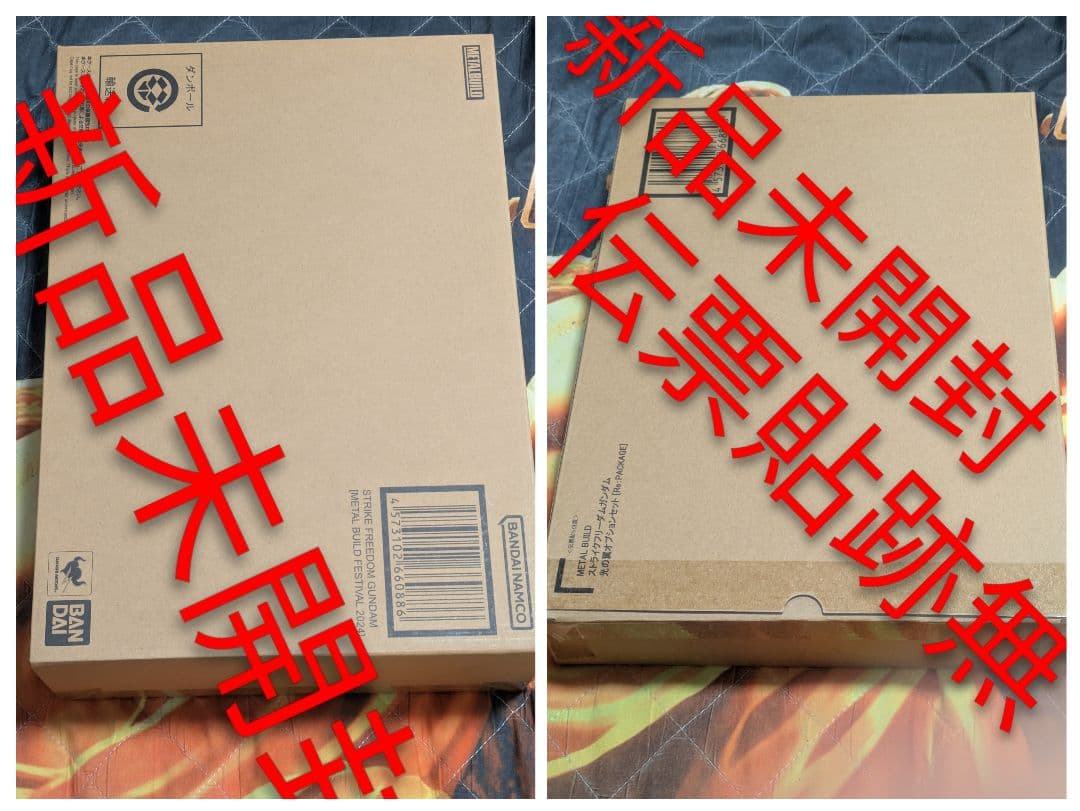 ダンボール
METAL BUILD
新品未開封
STRIKE FREEDOM GUNDAM
[METAL BUILD FESTIVAL 2024]
4 573102 660886
BANDAI NAMCO
BAN
DAI
新品未開封
伝票貼跡無
METAL BUILD
ストライクフリーダムガンダム
光の翼オプションセット[Re:PACKAGE]